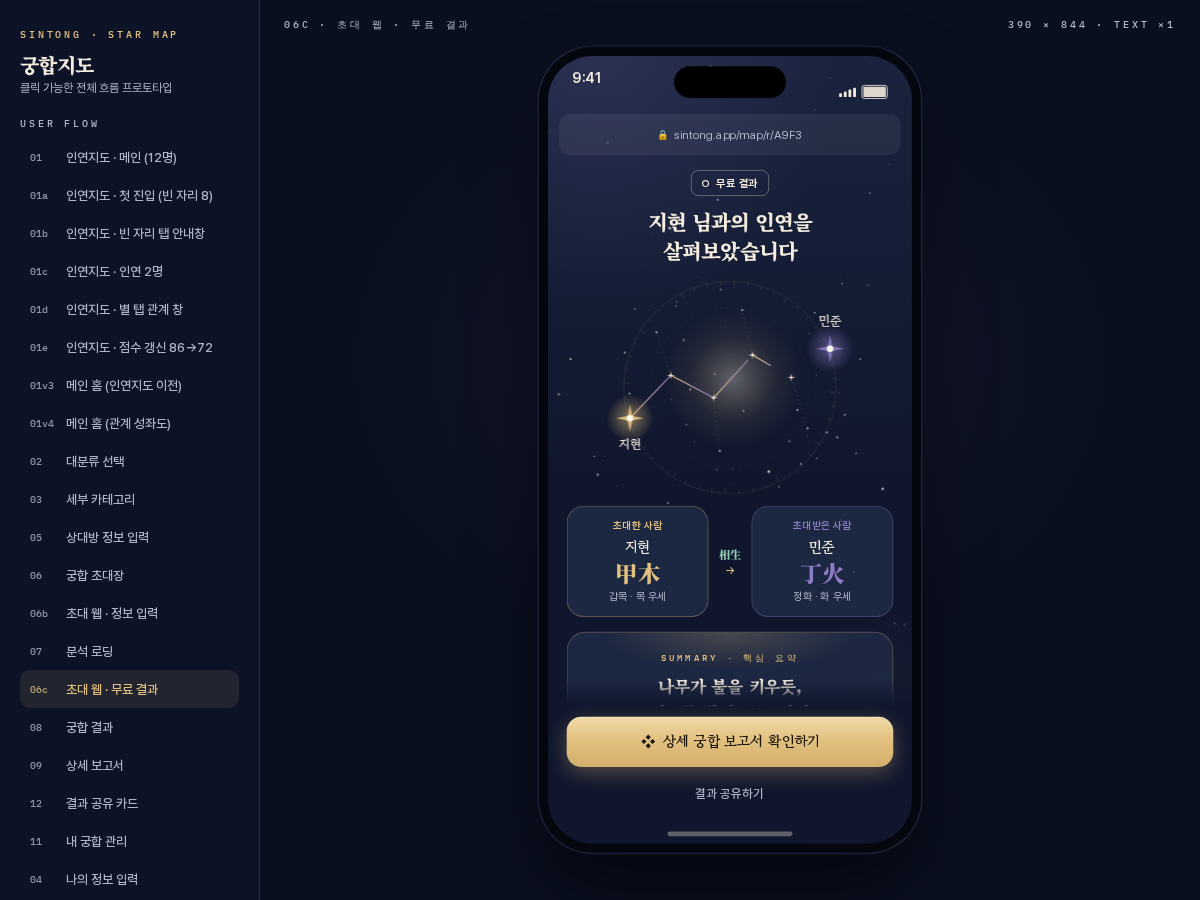 SINTONG · STAR MAP
궁합지도
클릭 가능한 전체 흐름 프로토타입
USER FLOW
01 인연지도 · 메인 (12명)
01a 인연지도 · 첫 진입 (빈 자리 8)
01b 인연지도 · 빈 자리 탭 안내창
01c 인연지도 · 인연 2명
01d 인연지도 · 별 탭 관계 창
01e 인연지도 · 점수 갱신 86→72
01v3 메인 홈 (인연지도 이전)
01v4 메인 홈 (관계 성좌도)
02 대분류 선택
03 세부 카테고리
05 상대방 정보 입력
06 궁합 초대장
06b 초대 웹 · 정보 입력
07 분석 로딩
06c 초대 웹 · 무료 결과
08 궁합 결과
09 상세 보고서
12 결과 공유 카드
11 내 궁합 관리
04 나의 정보 입력
06C · 초대 웹 · 무료 결과
390 × 844 · TEXT ×1
9:41
sintong.app/map/r/A9F3
무료 결과
지현 님과의 인연을
살펴보았습니다
민준
지현
초대한 사람
지현
甲木
갑목 · 목 우세
相生
→
초대받은 사람
민준
丁火
정화 · 화 우세
SUMMARY · 핵심 요약
나무가 불을 키우듯,
상세 궁합 보고서 확인하기
결과 공유하기